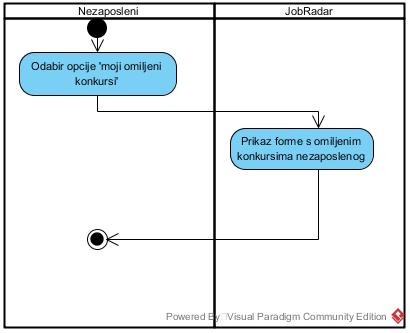 Nezaposleni
JobRadar
Odabir opcije 'moji omiljeni
konkursi'
Prikaz forme s omiljenim
konkursima nezaposlenog
Powered By Visual Paradigm Community Edition